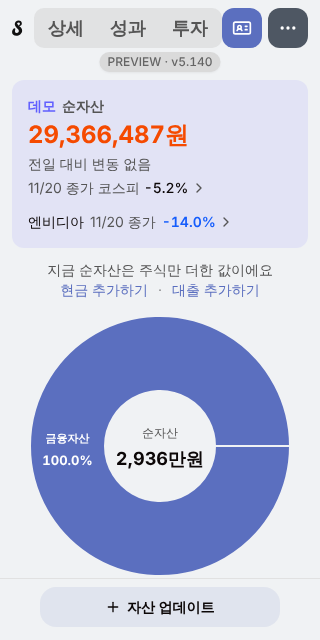 상세 성과 투자
PREVIEW · v5.140
데모 순자산
29,366,487원
전일 대비 변동 없음
11/20 종가 코스피 -5.2%
엔비디아 11/20 종가 -14.0%
지금 순자산은 주식만 더한 값이에요
현금 추가하기 · 대출 추가하기
순자산
금융자산
2,936만원
100.0%
+ 자산 업데이트